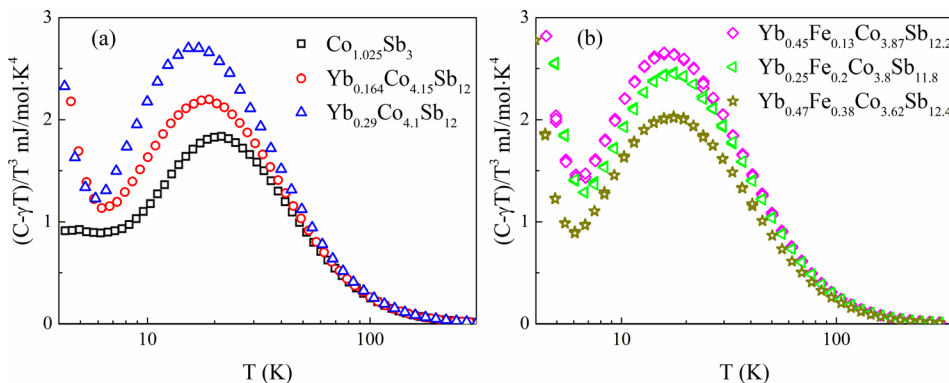 (a)
Co1.025Sb3
Yb0.164Co4.15Sb12
Yb0.29Co4.1Sb12
(C-γT)/T3 mJ/mol·K4
3
2
1
0
10
100
T (K)
(b)
Yb0.45Fe0.13Co3.87Sb12.2
Yb0.25Fe0.2Co3.8Sb11.8
Yb0.47Fe0.38Co3.62Sb12.4
(C-γT)/T3 mJ/mol·K4
3
2
1
0
10
100
T (K)